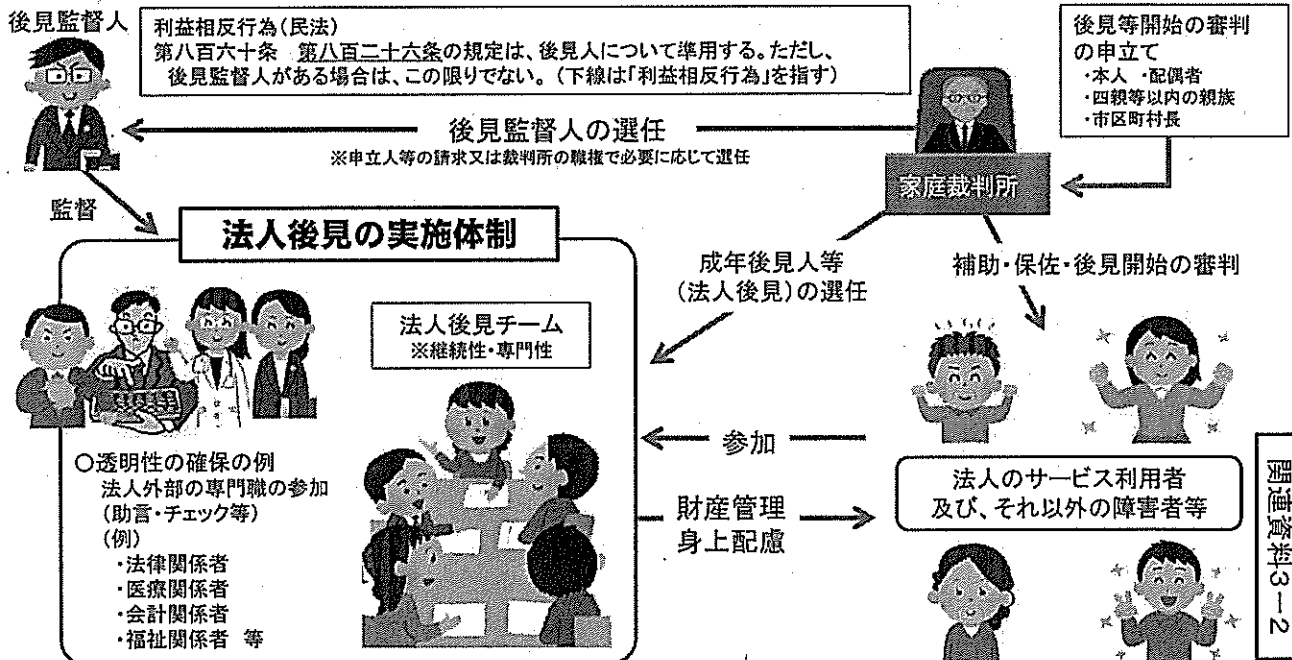 後見監督人
利益相反行為(民法)
第八百六十条　第八百二十六条の規定は、後見人について準用する。ただし、
後見監督人がある場合は、この限りでない。(下線は「利益相反行為」を指す)
後見等開始の審判
の申立て
・本人 ・配偶者
・四親等以内の親族
・市区町村長
後見監督人の選任
※申立人等の請求又は裁判所の職権で必要に応じて選任
家庭裁判所
監督
法人後見の実施体制
成年後見人等
(法人後見)の選任
補助・保佐・後見開始の審判
法人後見チーム
※継続性・専門性
参加
○透明性の確保の例
法人外部の専門職の参加
(助言・チェック等)
(例)
・法律関係者
・医療関係者
・会計関係者
・福祉関係者 等
財産管理
身上配慮
法人のサービス利用者
及び、それ以外の障害者等
関連資料3－2